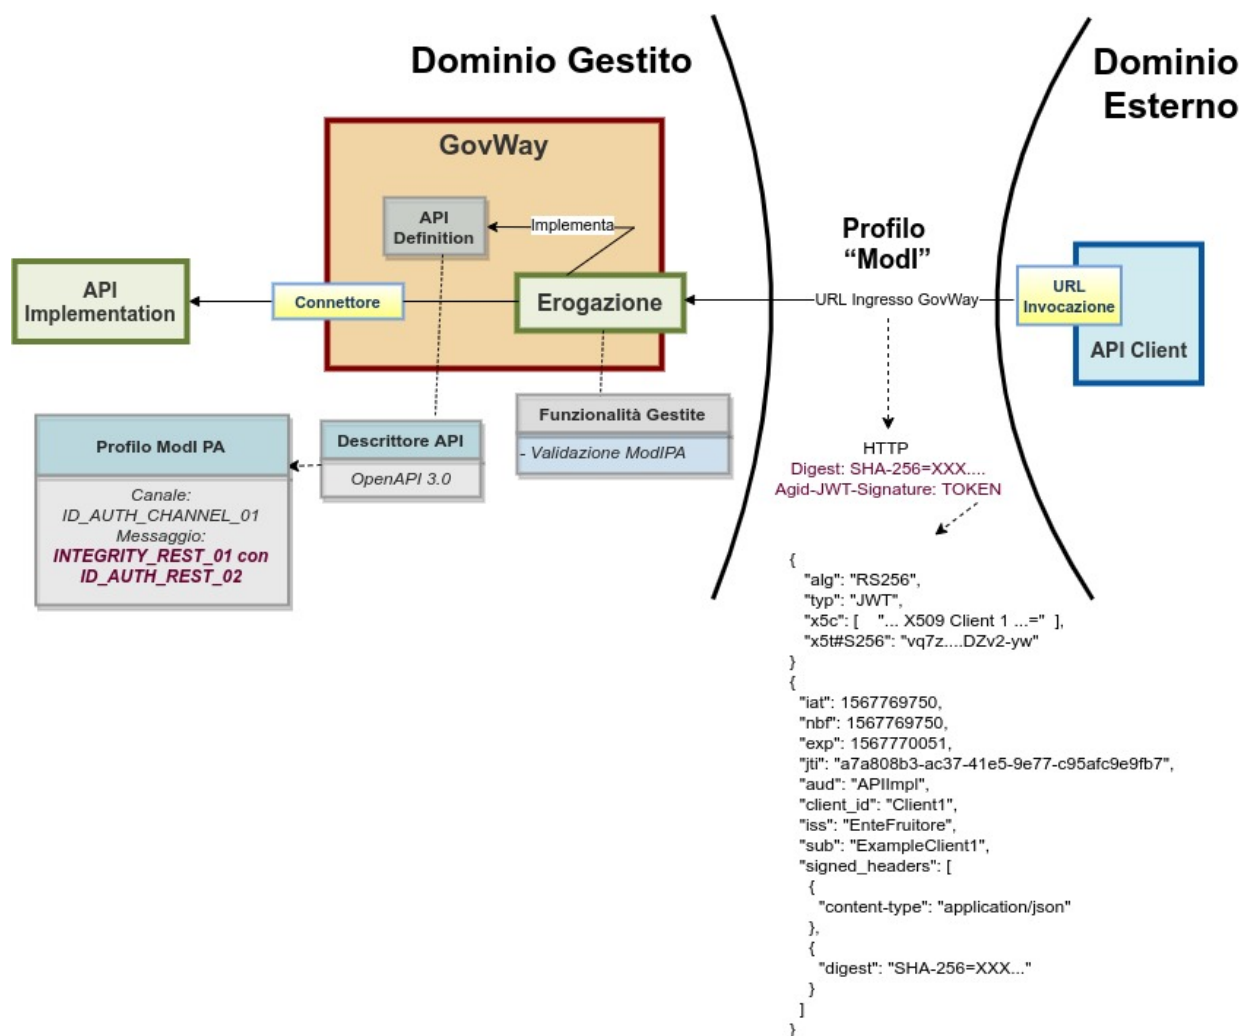 Dominio Gestito
Dominio
Esterno
GovWay
API
Definition
Implementa
Profilo
“ModI”
API
Implementation
Connettore
Erogazione
URL Ingresso GovWay
URL
Invocazione
API Client
Profilo ModI PA
Canale:
ID_AUTH_CHANNEL_01
Messaggio:
INTEGRITY_REST_01 con
ID_AUTH_REST_02
Descrittore API
OpenAPI 3.0
Funzionalità Gestite
- Validazione ModIPA
HTTP
Digest: SHA-256=XXX....
Agid-JWT-Signature: TOKEN
{
"alg": "RS256",
"typ": "JWT",
"x5c": [ "... X509 Client 1 ...=" ],
"x5t#S256": "vq7z....DZv2-yw"
}
{
"iat": 1567769750,
"nbf": 1567769750,
"exp": 1567770051,
"jti": "a7a808b3-ac37-41e5-9e77-c95afc9e9fb7",
"aud": "APIImpl",
"client_id": "Client1",
"iss": "EnteFruitore",
"sub": "ExampleClient1",
"signed_headers": [
{
"content-type": "application/json"
},
{
"digest": "SHA-256=XXX..."
}
]
}